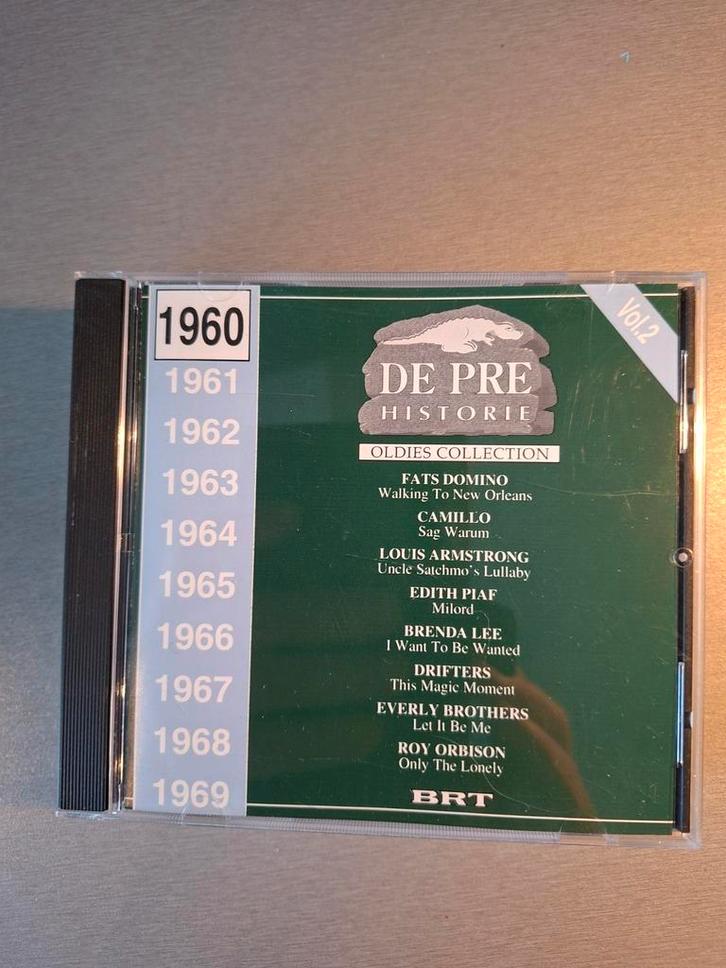 1960
1961
1962
1963
1964
1965
1966
1967
1968
1969
Vol.2
DE PRE
HISTORIE
OLDIES COLLECTION
FATS DOMINO
Walking To New Orleans
CAMILLO
Sag Warum
LOUIS ARMSTRONG
Uncle Satchmo's Lullaby
EDITH PIAF
Milord
BRENDA LEE
I Want To Be Wanted
DRIFTERS
This Magic Moment
EVERLY BROTHERS
Let It Be Me
ROY ORBISON
Only The Lonely
BRT